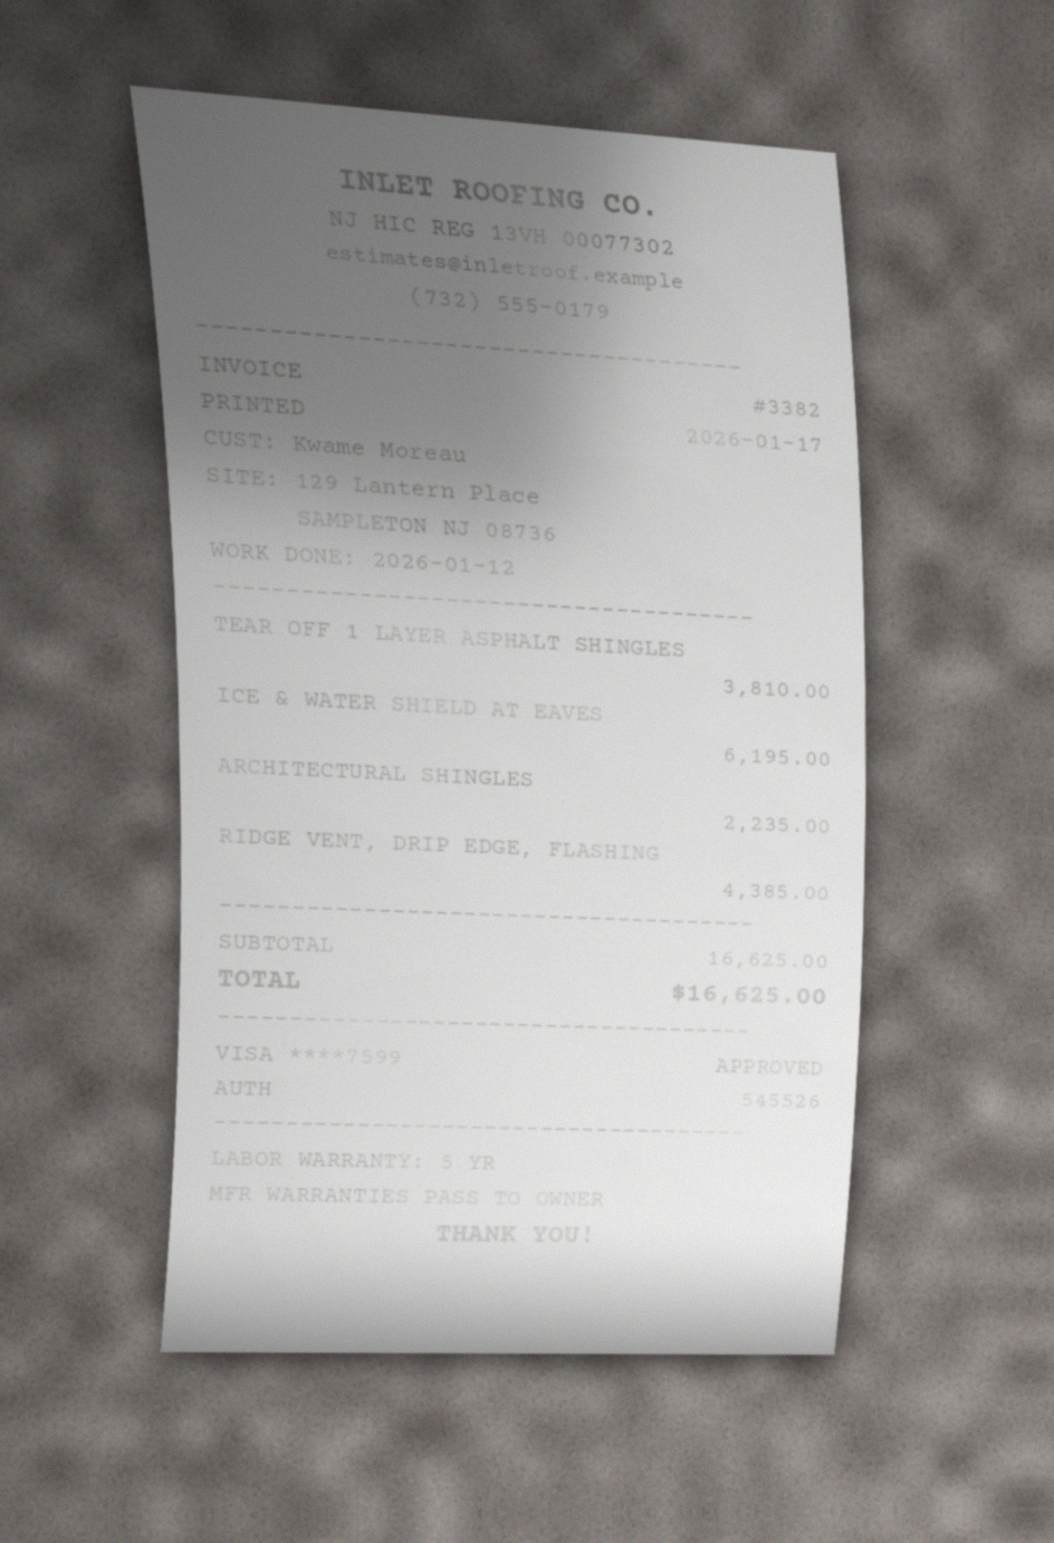 INLET ROOFING CO.
NJ HIC REG 13VH 00077302
estimates@inletroof.example
(732) 555-0179
--------------------------------------
INVOICE #3382
PRINTED 2026-01-17
CUST: Kwame Moreau
SITE: 129 Lantern Place
SAMPLETON NJ 08736
WORK DONE: 2026-01-12
--------------------------------------
TEAR OFF 1 LAYER ASPHALT SHINGLES
3,810.00
ICE & WATER SHIELD AT EAVES
6,195.00
ARCHITECTURAL SHINGLES
2,235.00
RIDGE VENT, DRIP EDGE, FLASHING
4,385.00
--------------------------------------
SUBTOTAL 16,625.00
TOTAL $16,625.00
--------------------------------------
VISA ****7599 APPROVED
AUTH 545526
--------------------------------------
LABOR WARRANTY: 5 YR
MFR WARRANTIES PASS TO OWNER
THANK YOU!